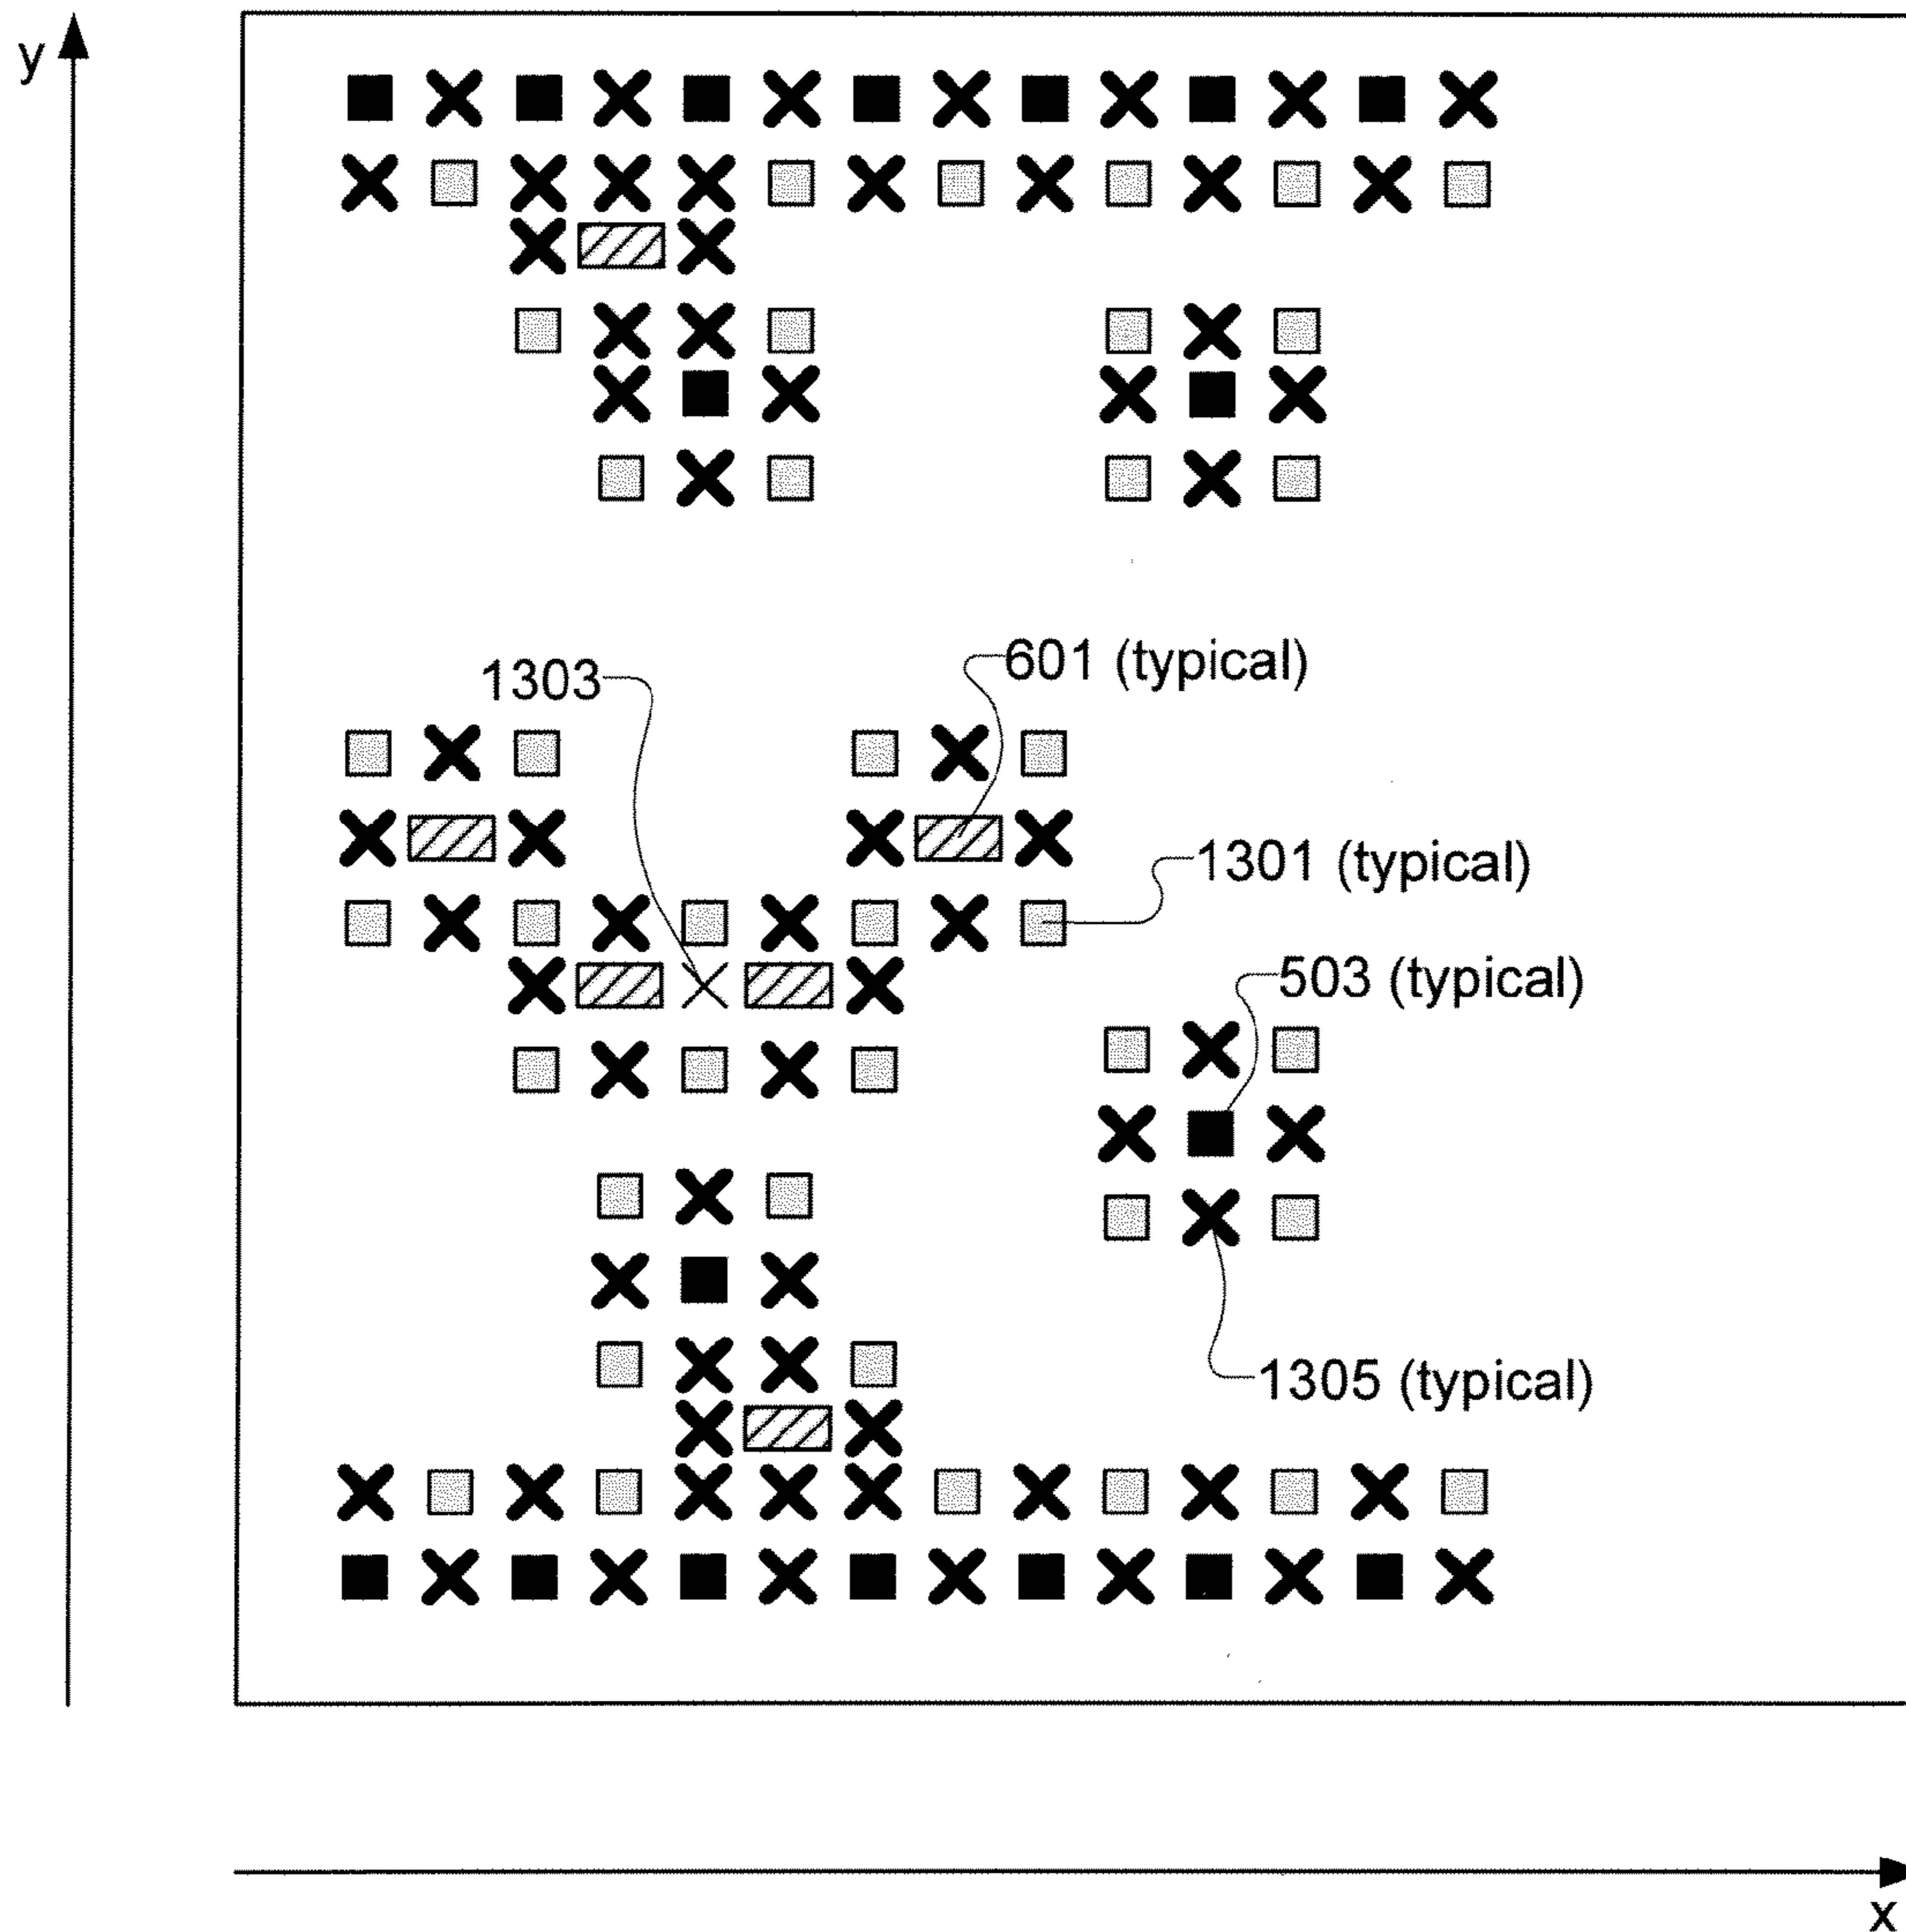 y
1303
601 (typical)
1301 (typical)
503 (typical)
1305 (typical)
x